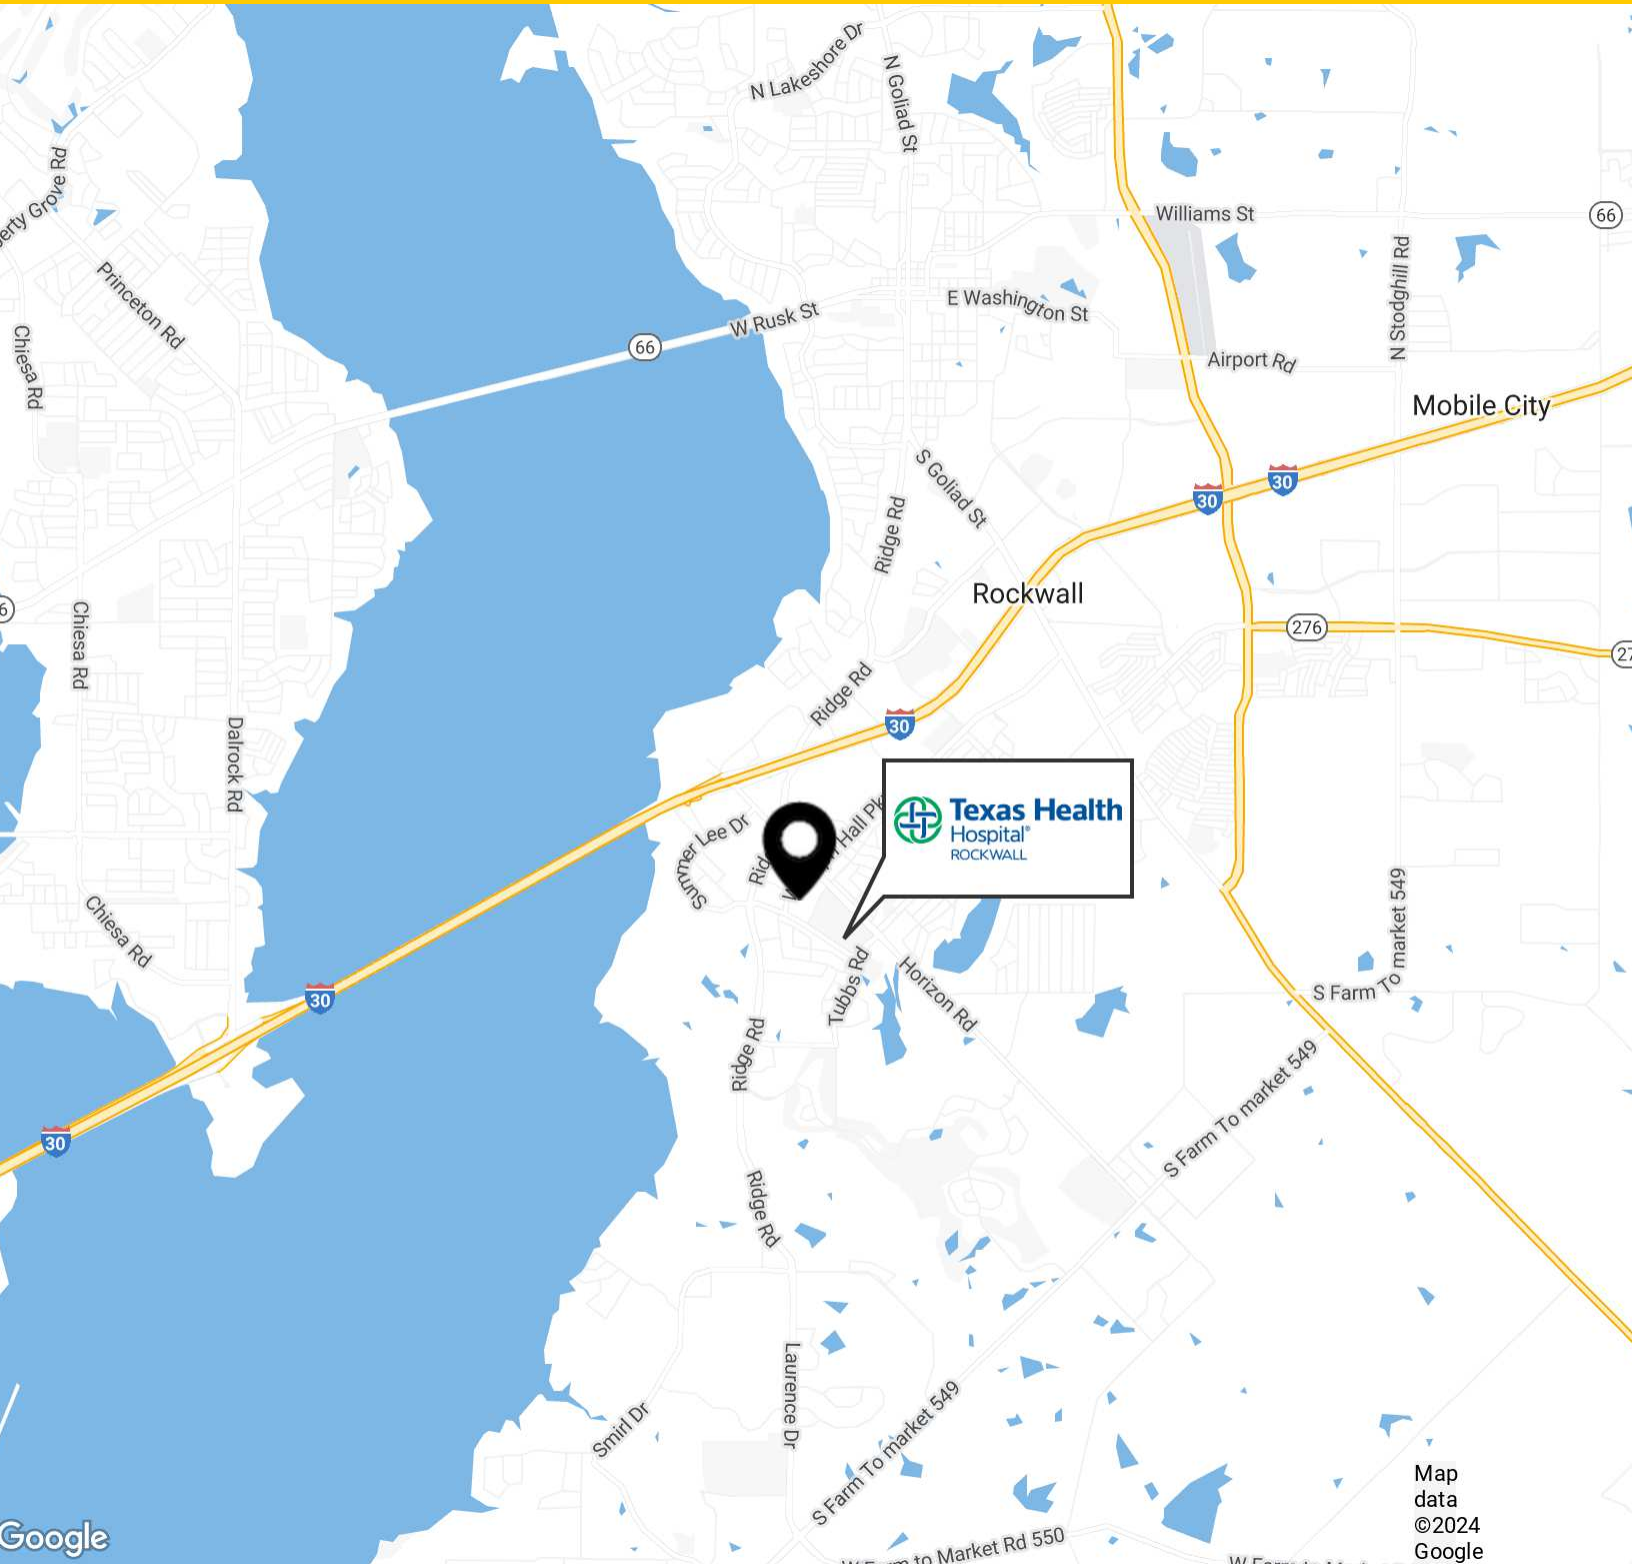 N Lakeshore Dr
N Goliad St
Williams St
66
N Stodghill Rd
Princeton Rd
Chiesa Rd
E Washington St
W Rusk St
66
Airport Rd
Mobile City
S Goliad St
30
30
Ridge Rd
Rockwall
276
Chiesa Rd
Ridge Rd
30
Dalrock Rd
Summer Lee Dr
Texas Health
Hospital®
ROCKWALL
Chiesa Rd
S Farm To market 549
Tubbs Rd
Horizon Rd
30
Ridge Rd
S Farm To market 549
30
Ridge Rd
Laurence Dr
Smirl Dr
S Farm To market 549
to Market Rd 550
Map
data
©2024
Google
Google